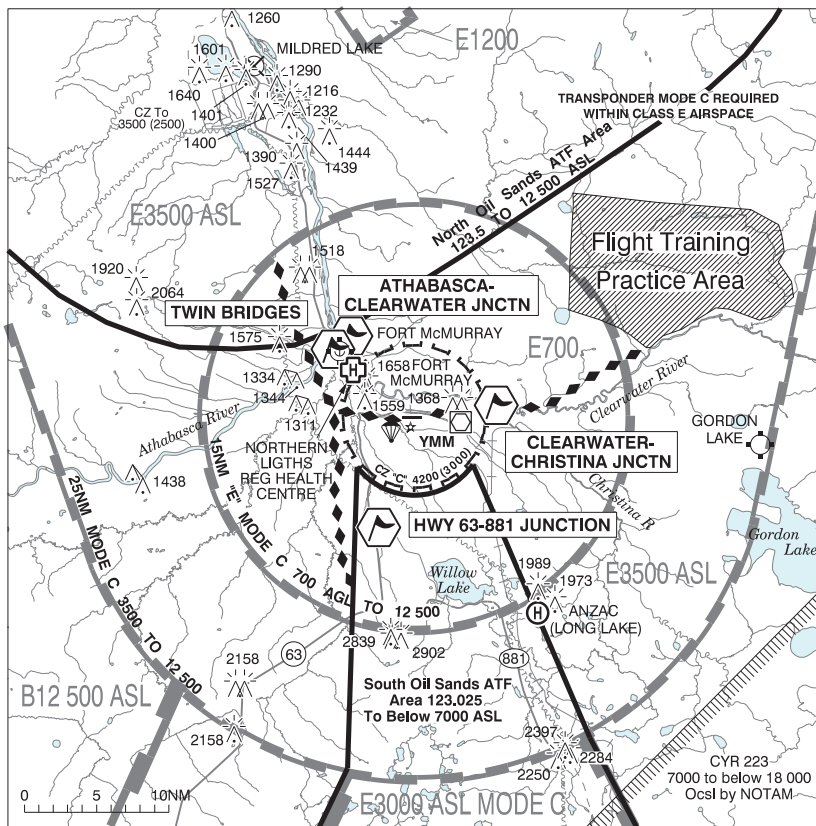 1260
E1200
1601
MILDRED LAKE
1290
1640
1216
CZ To
3500 (2500)
1401
1232
TRANSPONDER MODE C REQUIRED
WITHIN CLASS E AIRSPACE
1400
1444
1390
1439
1527
North Oil Sands ATF Area
123.5 TO 12 500 ASL
E3500 ASL
Flight Training
Practice Area
1518
1920
2064
ATHABASCA-
CLEARWATER JNCTN
TWIN BRIDGES
1575
FORT McMURRAY
E700
1658
FORT
McMURRAY
1334
1344
1311
1368
1559
Clearwater River
Athabasca River
YMM
GORDON
LAKE
CLEARWATER-
CHRISTINA JNCTN
NORTHERN
LIGTHS
REG HEALTH
CENTRE
CZ "C" 4200 (3000)
1438
Christina R
HWY 63-881 JUNCTION
15NM "E" MODE C 700 AGL TO 12 500
25NM MODE C 3500 TO 12 500
Gordon
Lake
Willow
Lake
1989
1973
E3500 ASL
H
ANZAC
(LONG LAKE)
2839
2902
63
881
2158
South Oil Sands ATF
Area 123.025
To Below 7000 ASL
B12 500 ASL
2158
2397
2284
2250
CYR 223
7000 to below 18 000
Ocsl by NOTAM
0 5 10NM
E3000 ASL MODE C
H